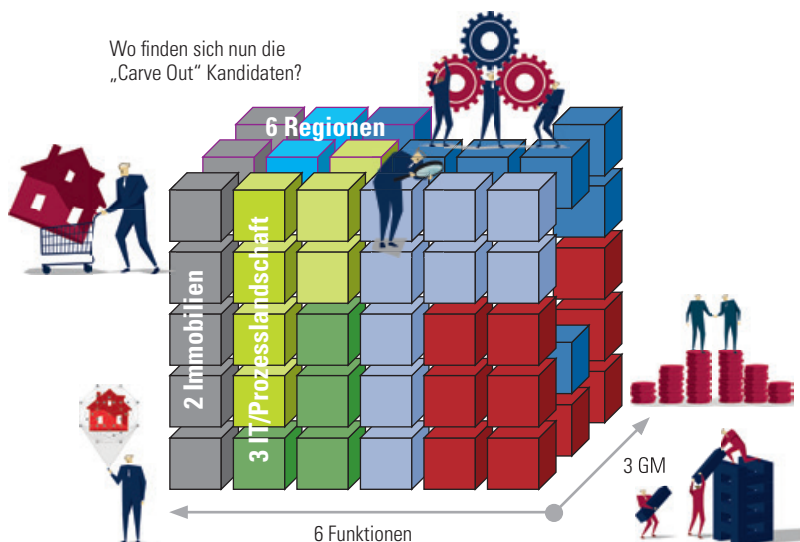 Wo finden sich nun die
„Carve Out“ Kandidaten?
6 Regionen
2 Immobilien
3 IT/Prozesslandschaft
3 GM
6 Funktionen